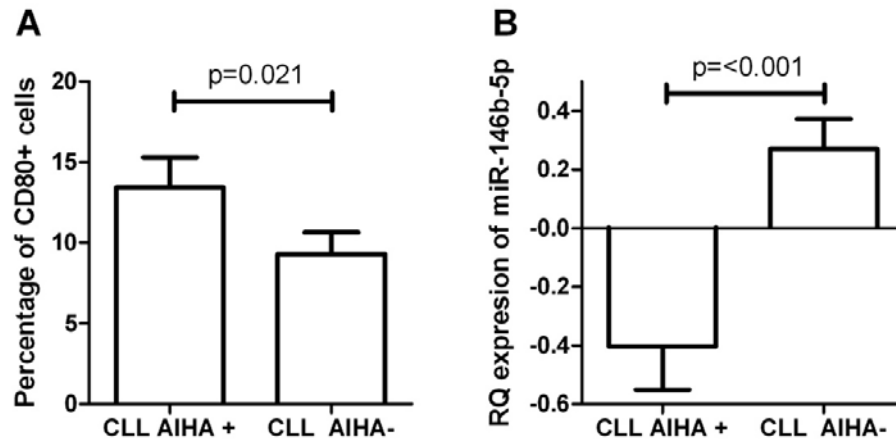 A
B
Percentage of CD80+ cells
20
15
10
5
0
p=0.021
CLL AIHA +
CLL AIHA-
RQ expresion of miR-146b-5p
0.4
0.2
-0.0
-0.2
-0.4
-0.6
p=<0.001
CLL AIHA +
CLL AIHA-